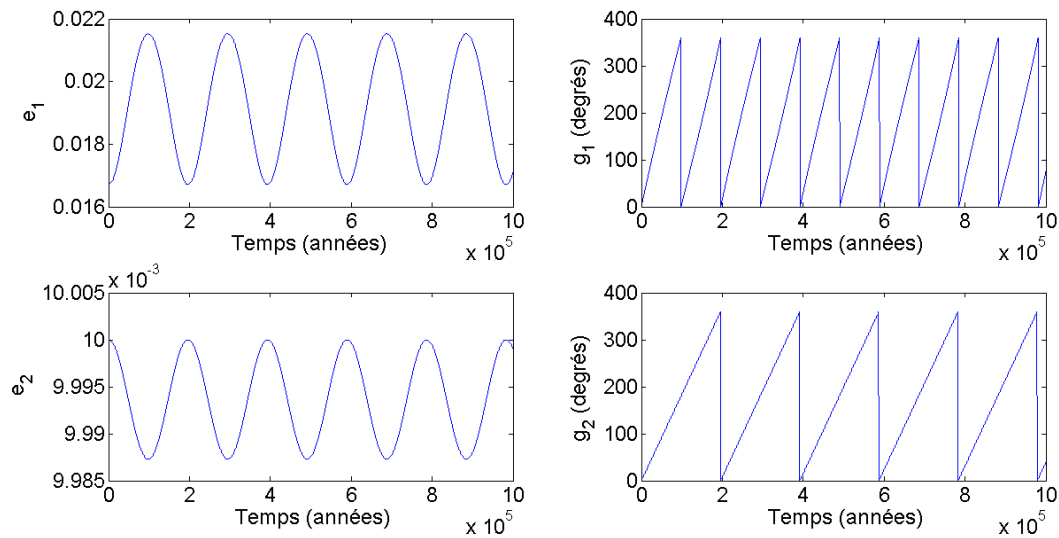 0.022
0.02
0.018
0.016
e1
0 2 4 6 8 10
Temps (années)
x 10^5
400
300
200
100
0
g1 (degrés)
0 2 4 6 8 10
Temps (années)
x 10^5
x 10^-3
10.005
10
9.995
9.99
9.985
e2
0 2 4 6 8 10
Temps (années)
x 10^5
400
300
200
100
0
g2 (degrés)
0 2 4 6 8 10
Temps (années)
x 10^5